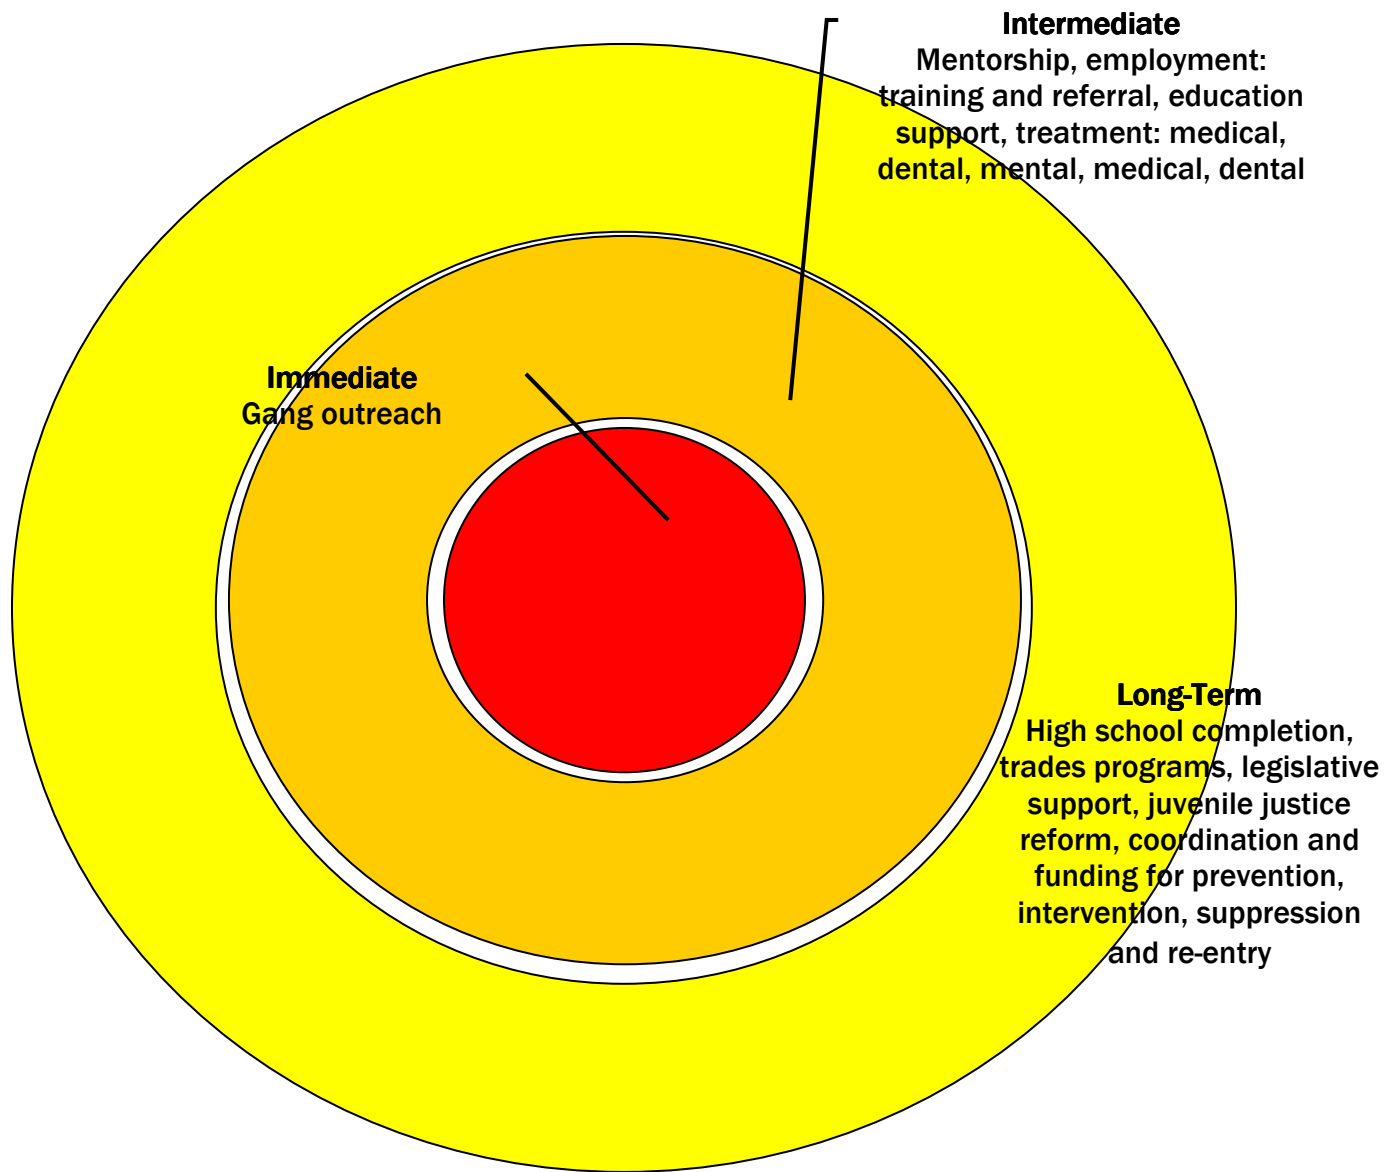 Intermediate
Mentorship, employment:
training and referral, education
support, treatment: medical,
dental, mental, medical, dental
Immediate
Gang outreach
Long-Term
High school completion,
trades programs, legislative
support, juvenile justice
reform, coordination and
funding for prevention,
intervention, suppression
and re-entry